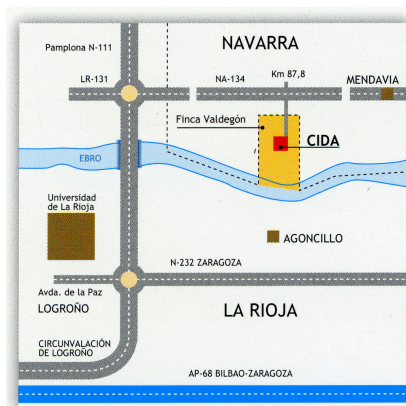 NAVARRA
Pamplona N-111
LR-131
NA-134
Km 87,8
MENDAVIA
Finca Valdegón
CIDA
EBRO
Universidad
de La Rioja
AGONCILLO
N-232 ZARAGOZA
Avda. de la Paz
LOGROÑO
LA RIOJA
CIRCUNVALACIÓN
DE LOGROÑO
AP-68 BILBAO-ZARAGOZA